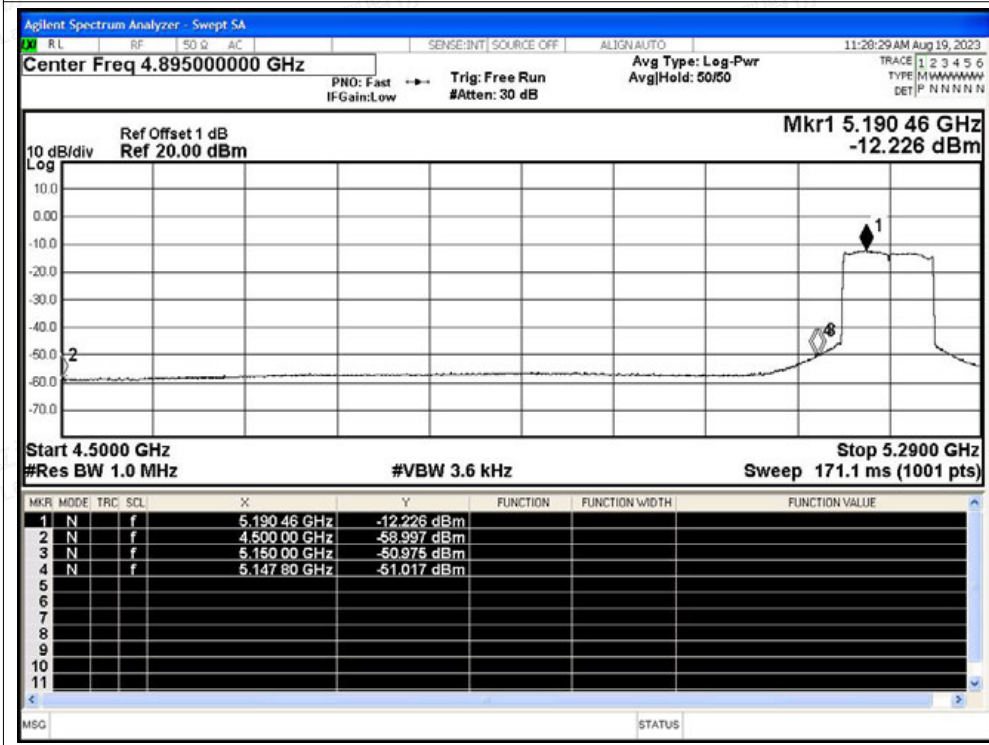 Agilent Spectrum Analyzer - Swept SA
LXI RL RF 50 Ω AC SENSE:INT SOURCE OFF ALIGN AUTO 11:28:29 AM Aug 19, 2023
Center Freq 4.895000000 GHz Avg Type: Log-Pwr TRACE 1 2 3 4 5 6
PNO: Fast Trig: Free Run Avg|Hold: 50/50 TYPE M WWWWW
IFGain:Low #Atten: 30 dB DET P N N N N N
Mkr1 5.190 46 GHz
Ref Offset 1 dB
10 dB/div Ref 20.00 dBm -12.226 dBm
Log
10.0
0.00
1
-10.0
-20.0
-30.0
-40.0
-50.0 2
-60.0
-70.0
Start 4.5000 GHz Stop 5.2900 GHz
#Res BW 1.0 MHz #VBW 3.6 kHz Sweep 171.1 ms (1001 pts)
MKR MODE TRC SCL X Y FUNCTION FUNCTION WIDTH FUNCTION VALUE
1 N f 5.190 46 GHz -12.226 dBm
2 N f 4.500 00 GHz -58.997 dBm
3 N f 5.150 00 GHz -50.975 dBm
4 N f 5.147 80 GHz -51.017 dBm
5
6
7
8
9
10
11
MSG STATUS